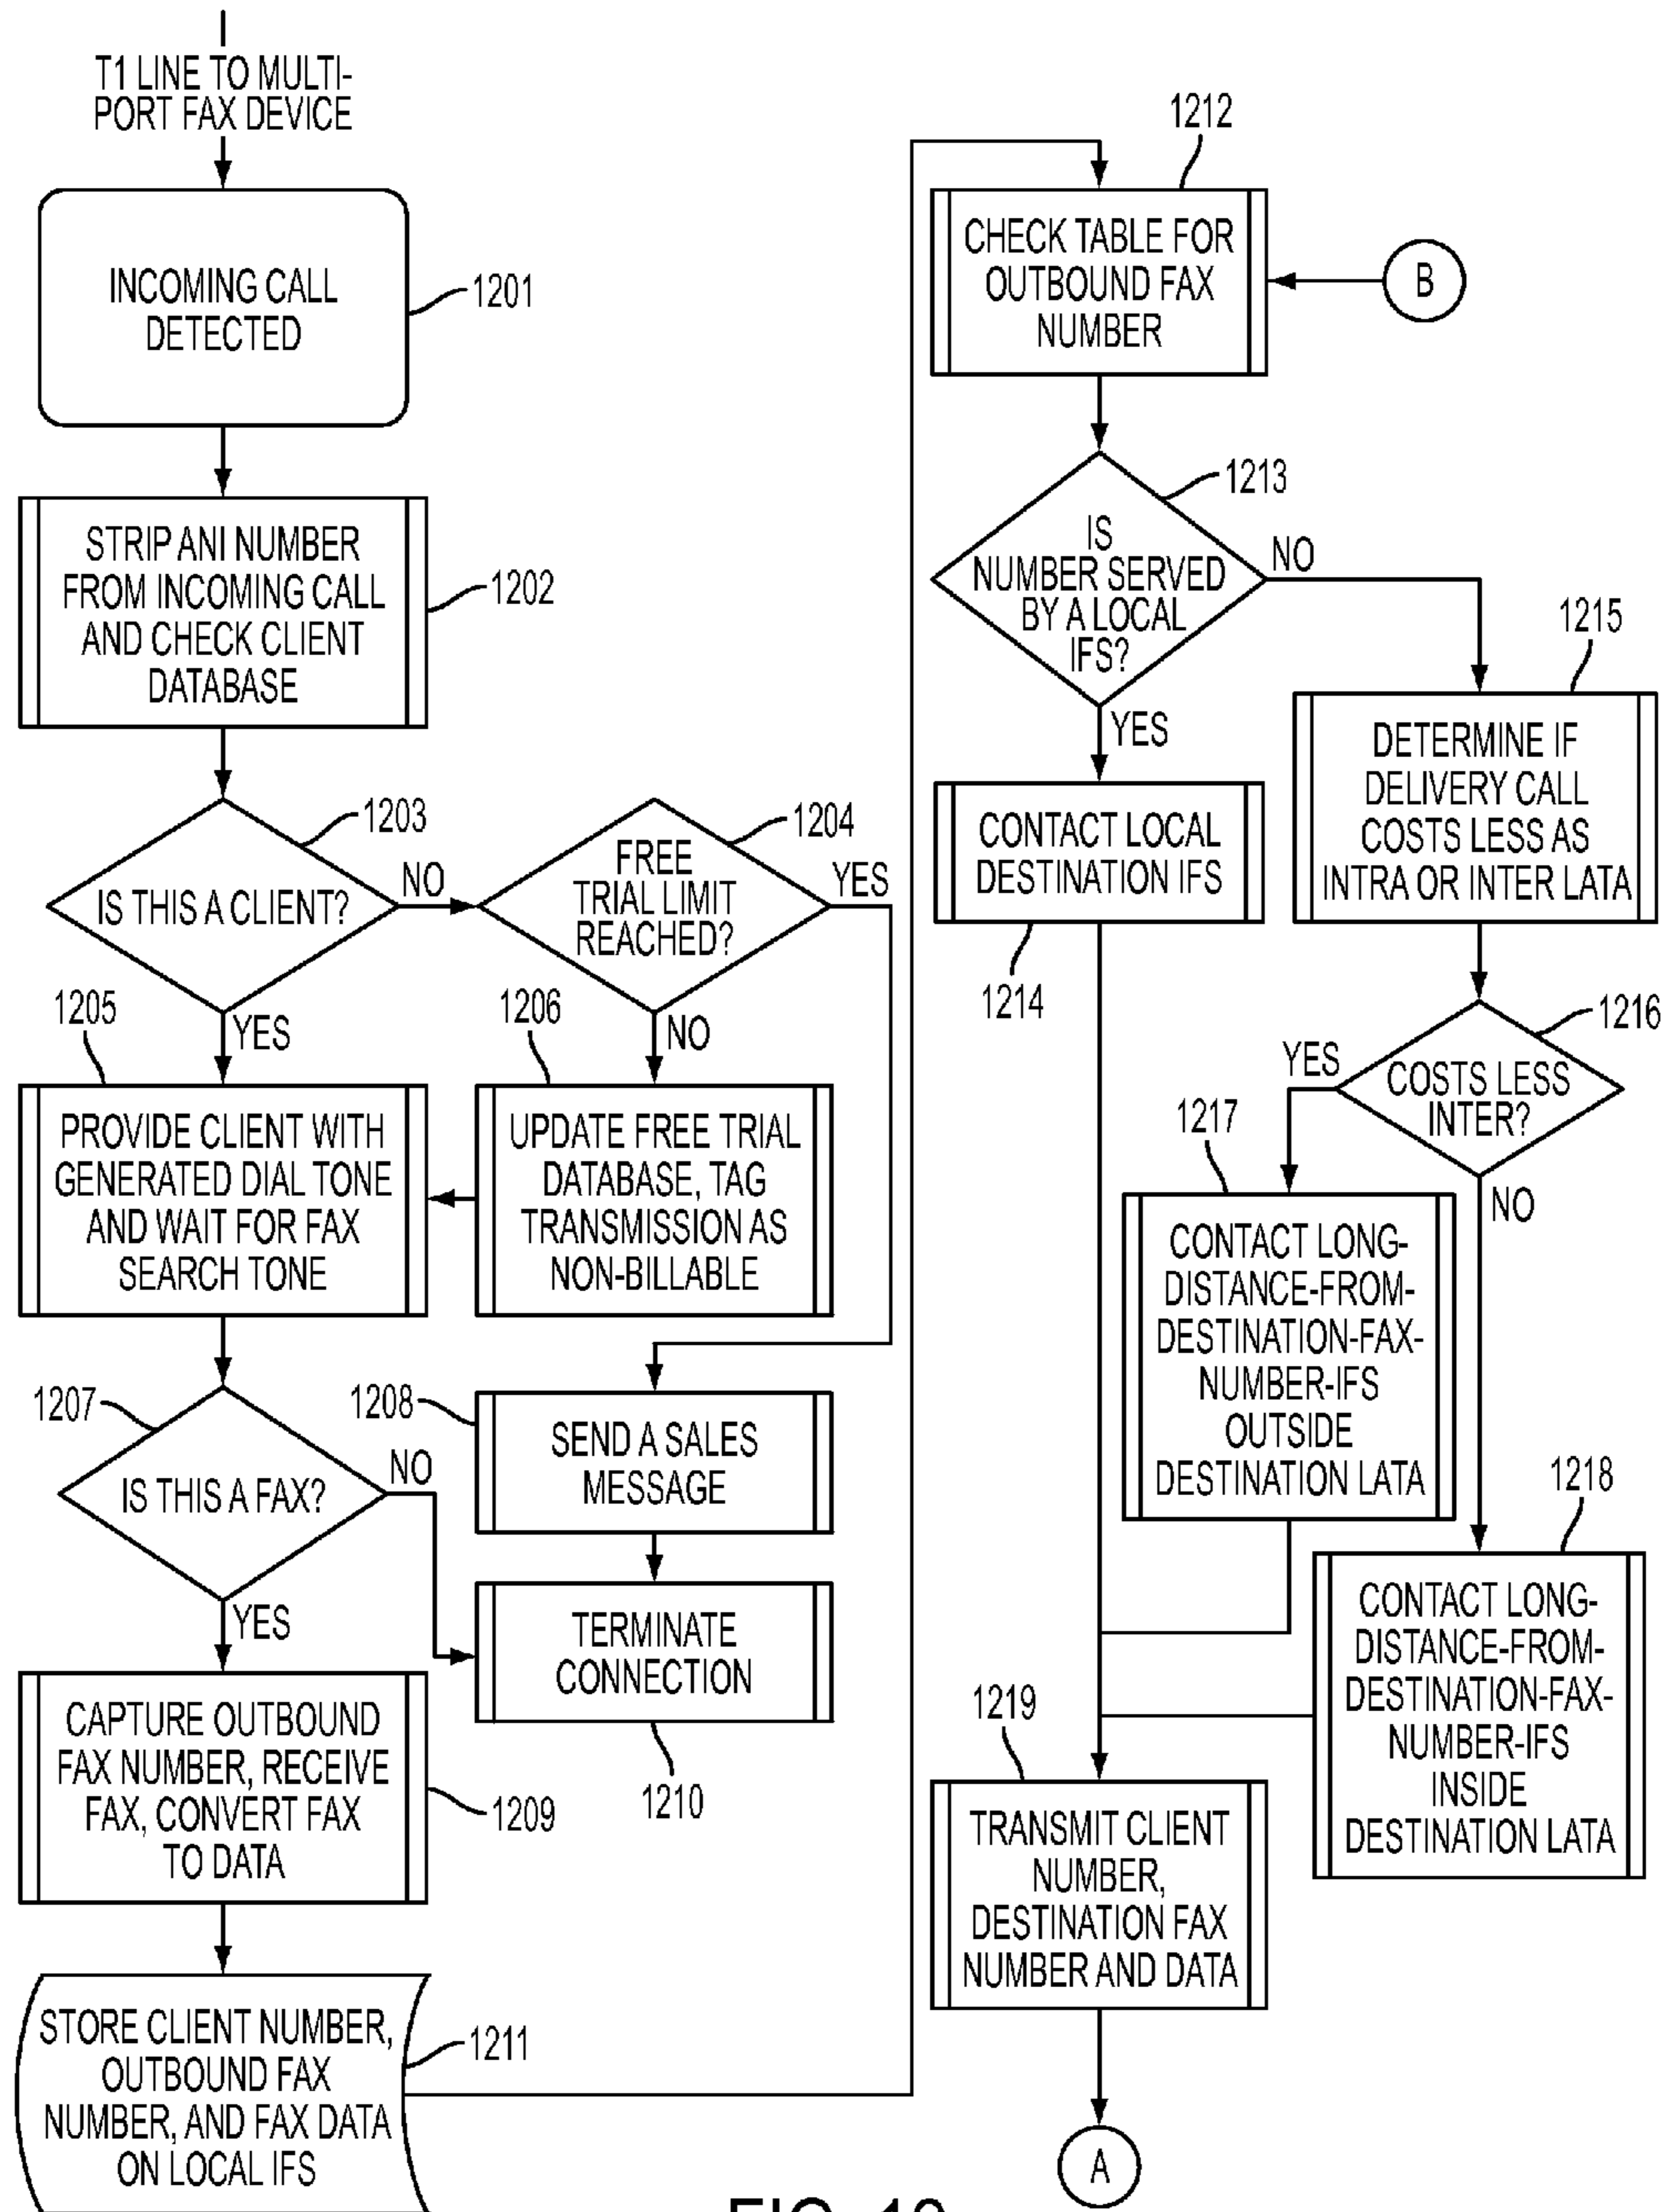 T1 LINE TO MULTI-
PORT FAX DEVICE
INCOMING CALL
DETECTED
1201
STRIP ANI NUMBER
FROM INCOMING CALL
AND CHECK CLIENT
DATABASE
1202
IS THIS A CLIENT?
1203
NO
YES
FREE
TRIAL LIMIT
REACHED?
1204
YES
NO
1205
PROVIDE CLIENT WITH
GENERATED DIAL TONE
AND WAIT FOR FAX
SEARCH TONE
1206
UPDATE FREE TRIAL
DATABASE, TAG
TRANSMISSION AS
NON-BILLABLE
1207
IS THIS A FAX?
NO
YES
1208
SEND A SALES
MESSAGE
TERMINATE
CONNECTION
1210
CAPTURE OUTBOUND
FAX NUMBER, RECEIVE
FAX, CONVERT FAX
TO DATA
1209
STORE CLIENT NUMBER,
OUTBOUND FAX
NUMBER, AND FAX DATA
ON LOCAL IFS
1211
1212
CHECK TABLE FOR
OUTBOUND FAX
NUMBER
B
1213
IS
NUMBER SERVED
BY A LOCAL
IFS?
NO
YES
CONTACT LOCAL
DESTINATION IFS
1214
1215
DETERMINE IF
DELIVERY CALL
COSTS LESS AS
INTRA OR INTER LATA
1216
COSTS LESS
INTER?
YES
NO
1217
CONTACT LONG-
DISTANCE-FROM-
DESTINATION-FAX-
NUMBER-IFS
OUTSIDE
DESTINATION LATA
1218
CONTACT LONG-
DISTANCE-FROM-
DESTINATION-FAX-
NUMBER-IFS
INSIDE
DESTINATION LATA
1219
TRANSMIT CLIENT
NUMBER,
DESTINATION FAX
NUMBER AND DATA
A